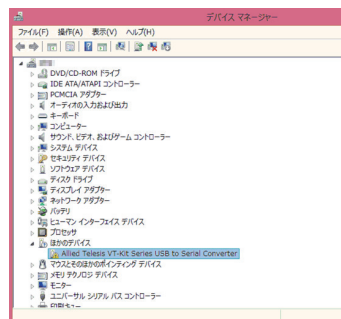 デバイス マネージャー
ファイル(F) 操作(A) 表示(V) ヘルプ(H)
DVD/CD-ROM ドライブ
IDE ATA/ATAPI コントローラー
PCMCIA アダプター
オーディオの入力および出力
キーボード
コンピューター
サウンド、ビデオ、およびゲーム コントローラー
システム デバイス
セキュリティ デバイス
ソフトウェア デバイス
ディスク ドライブ
ディスプレイ アダプター
ネットワーク アダプター
バッテリ
ヒューマン インターフェイス デバイス
プロセッサ
ほかのデバイス
Allied Telesis VT-Kit Series USB to Serial Converter
マウスとそのほかのポインティング デバイス
メモリ テクノロジ デバイス
モニター
ユニバーサル シリアル バス コントローラー
印刷キュー